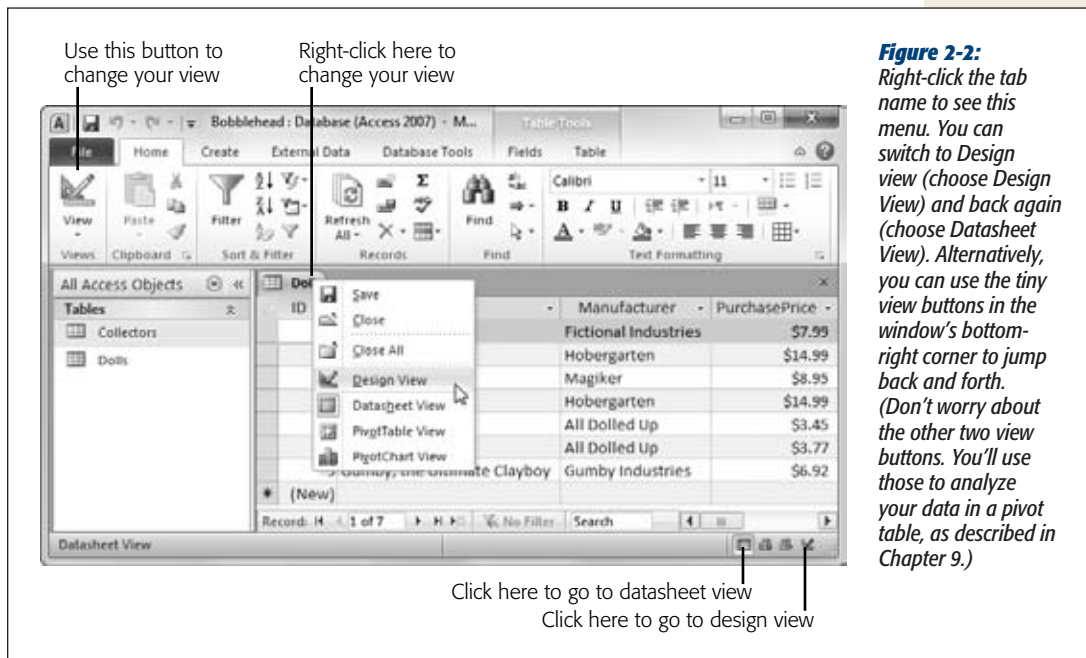 Use this button to
change your view
Right-click here to
change your view
Bobblehead : Database (Access 2007) - M...
Table Tools
File Home Create External Data Database Tools Fields Table
View
Paste
Filter
Refresh
All
Find
Calibri 11
B I U
A
Views Clipboard Sort & Filter Records Find Text Formatting
All Access Objects
Tables
Collectors
Dolls
ID Manufacturer PurchasePrice
Save
Close
Close All
Design View
Datasheet View
PivotTable View
PivotChart View
Fictional Industries $7.99
Hobergarten $14.99
Magiker $8.95
Hobergarten $14.99
All Dolled Up $3.45
All Dolled Up $3.77
Gumby, the Ultimate Clayboy Gumby Industries $6.92
* (New)
Record: 1 of 7 No Filter Search
Datasheet View
Click here to go to datasheet view
Click here to go to design view
Figure 2-2:
Right-click the tab
name to see this
menu. You can
switch to Design
view (choose Design
View) and back again
(choose Datasheet
View). Alternatively,
you can use the tiny
view buttons in the
window's bottom-
right corner to jump
back and forth.
(Don't worry about
the other two view
buttons. You'll use
those to analyze
your data in a pivot
table, as described in
Chapter 9.)